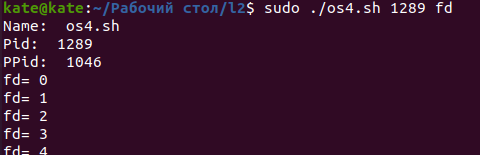 kate@kate:~/Рабочий стол/l2$ sudo ./os4.sh 1289 fd
Name:  os4.sh
Pid:  1289
PPid:  1046
fd= 0
fd= 1
fd= 2
fd= 3
fd= 4